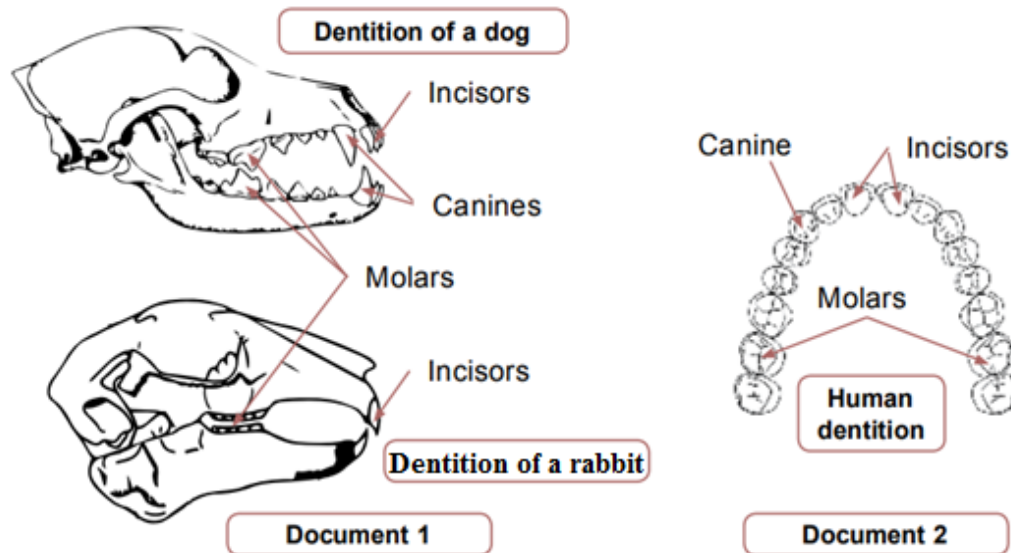 Dentition of a dog
Incisors
Canines
Molars
Incisors
Dentition of a rabbit
Document 1
Canine
Incisors
Molars
Human
dentition
Document 2